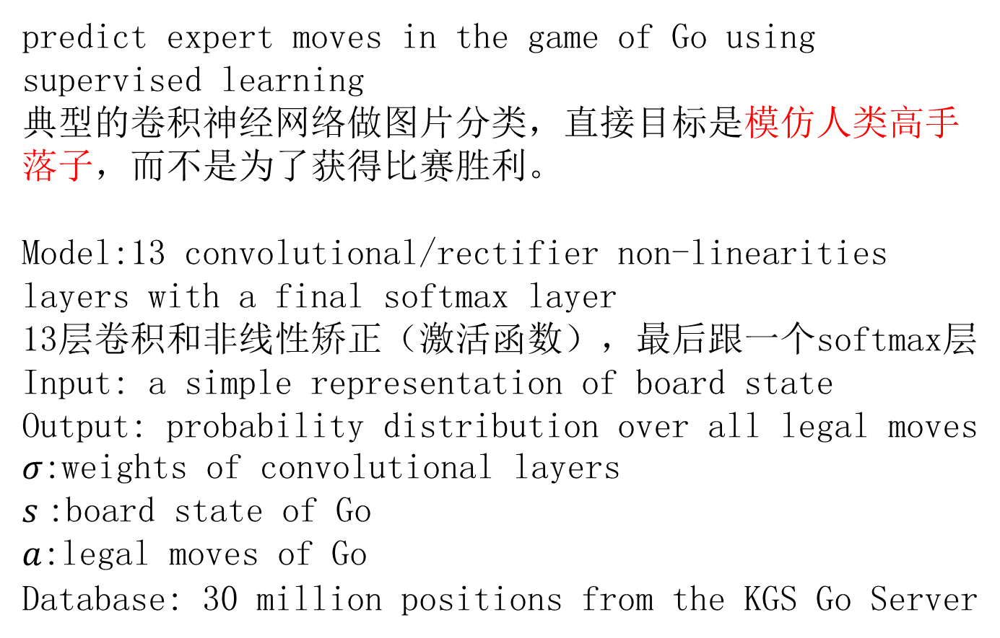 predict expert moves in the game of Go using
supervised learning
典型的卷积神经网络做图片分类，直接目标是模仿人类高手
落子，而不是为了获得比赛胜利。
Model:13 convolutional/rectifier non-linearities
layers with a final softmax layer
13层卷积和非线性矫正（激活函数），最后跟一个softmax层
Input: a simple representation of board state
Output: probability distribution over all legal moves
σ:weights of convolutional layers
s :board state of Go
a:legal moves of Go
Database: 30 million positions from the KGS Go Server